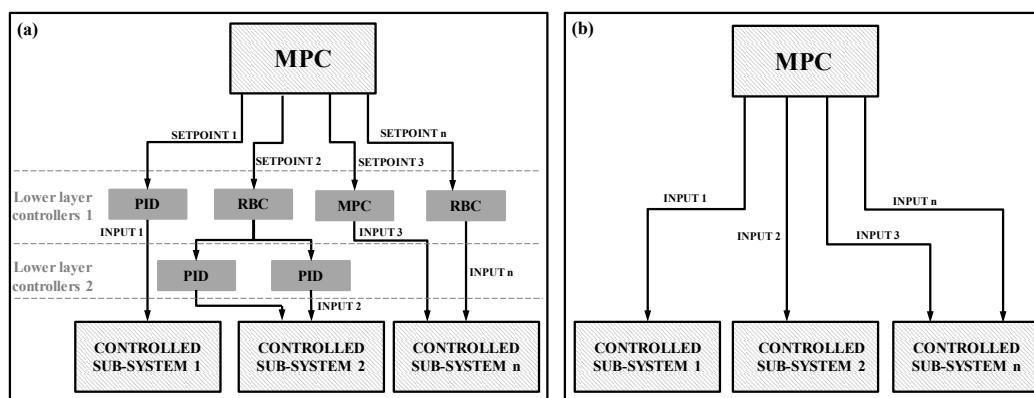 (a)
MPC
SETPOINT 1
SETPOINT n
SETPOINT 2
SETPOINT 3
Lower layer
controllers 1
PID
RBC
MPC
RBC
INPUT 1
INPUT 3
Lower layer
controllers 2
PID
PID
INPUT n
INPUT 2
CONTROLLED
SUB-SYSTEM 1
CONTROLLED
SUB-SYSTEM 2
CONTROLLED
SUB-SYSTEM n
(b)
MPC
INPUT 1
INPUT n
INPUT 2
INPUT 3
CONTROLLED
SUB-SYSTEM 1
CONTROLLED
SUB-SYSTEM 2
CONTROLLED
SUB-SYSTEM n